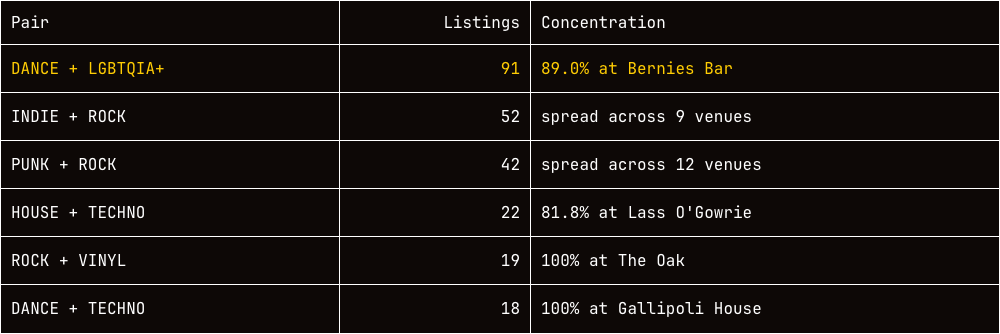 Pair Listings Concentration
DANCE + LGBTQIA+ 91 89.0% at Bernies Bar
INDIE + ROCK 52 spread across 9 venues
PUNK + ROCK 42 spread across 12 venues
HOUSE + TECHNO 22 81.8% at Lass O'Gowrie
ROCK + VINYL 19 100% at The Oak
DANCE + TECHNO 18 100% at Gallipoli House